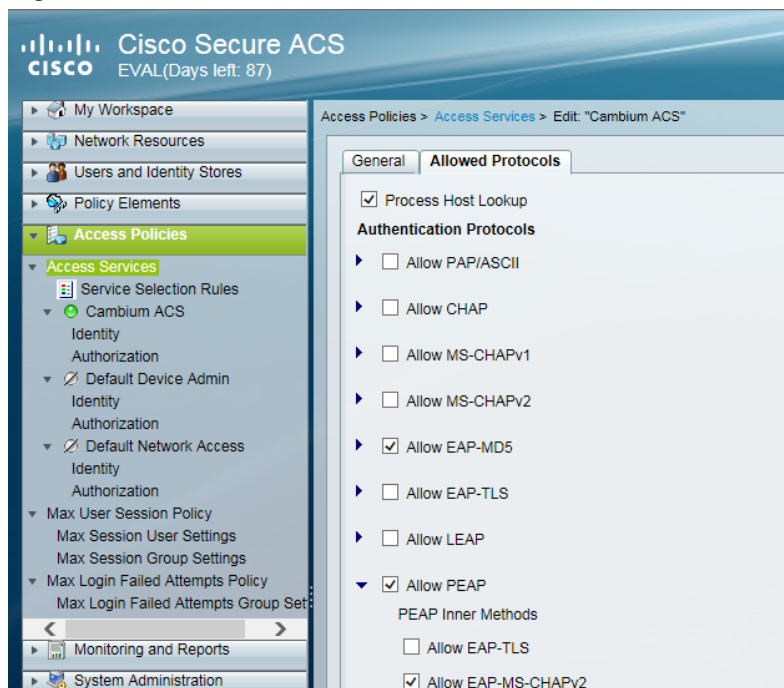 Cisco Secure ACS
CISCO EVAL(Days left: 87)
My Workspace
Network Resources
Users and Identity Stores
Policy Elements
Access Policies
Access Services
Service Selection Rules
Cambium ACS
Identity
Authorization
Default Device Admin
Identity
Authorization
Default Network Access
Identity
Authorization
Max User Session Policy
Max Session User Settings
Max Session Group Settings
Max Login Failed Attempts Policy
Max Login Failed Attempts Group Set
Monitoring and Reports
System Administration
Access Policies > Access Services > Edit: "Cambium ACS"
General Allowed Protocols
Process Host Lookup
Authentication Protocols
Allow PAP/ASCII
Allow CHAP
Allow MS-CHAPv1
Allow MS-CHAPv2
Allow EAP-MD5
Allow EAP-TLS
Allow LEAP
Allow PEAP
PEAP Inner Methods
Allow EAP-TLS
Allow EAP-MS-CHAPv2